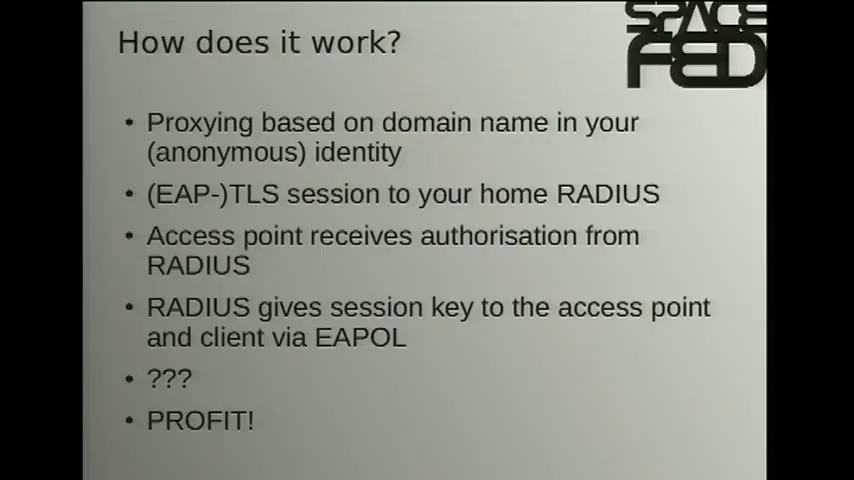 How does it work?
SPACE
FED
• Proxying based on domain name in your
(anonymous) identity
• (EAP-)TLS session to your home RADIUS
• Access point receives authorisation from
RADIUS
• RADIUS gives session key to the access point
and client via EAPOL
• ???
• PROFIT!